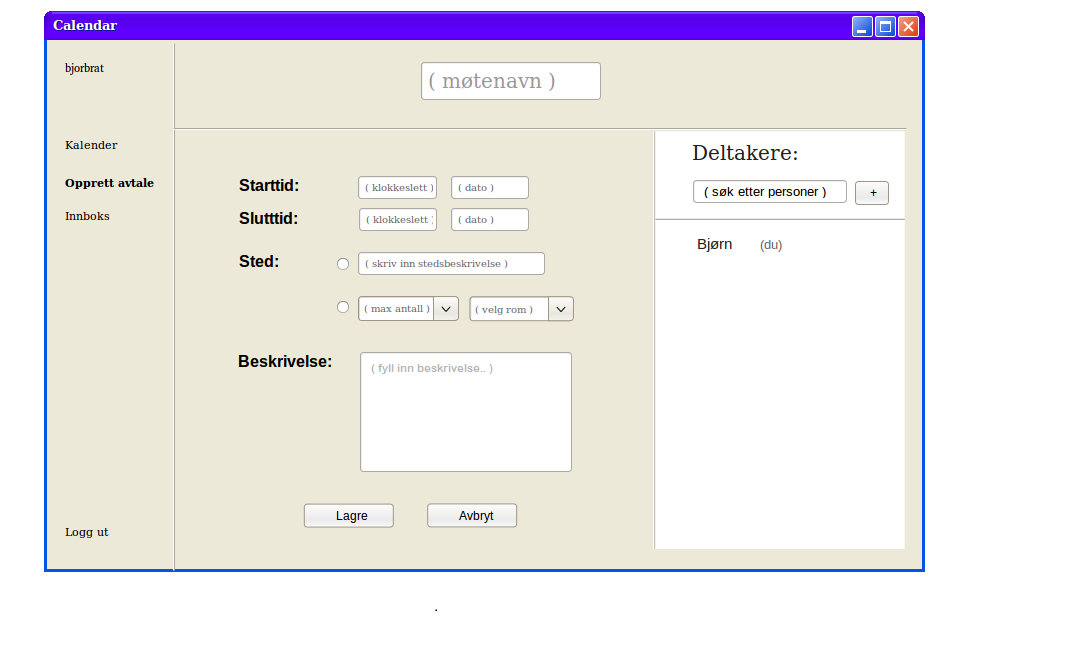 Calendar
bjorbrat
( møtenavn )
Kalender
Opprett avtale
Innboks
Logg ut
Starttid:
( klokkeslett )
( dato )
Slutttid:
( klokkeslett )
( dato )
Sted:
( skriv inn stedsbeskrivelse )
( max antall )
( velg rom )
Beskrivelse:
( fyll inn beskrivelse.. )
Lagre
Avbryt
Deltakere:
( søk etter personer )
+
Bjørn (du)
.